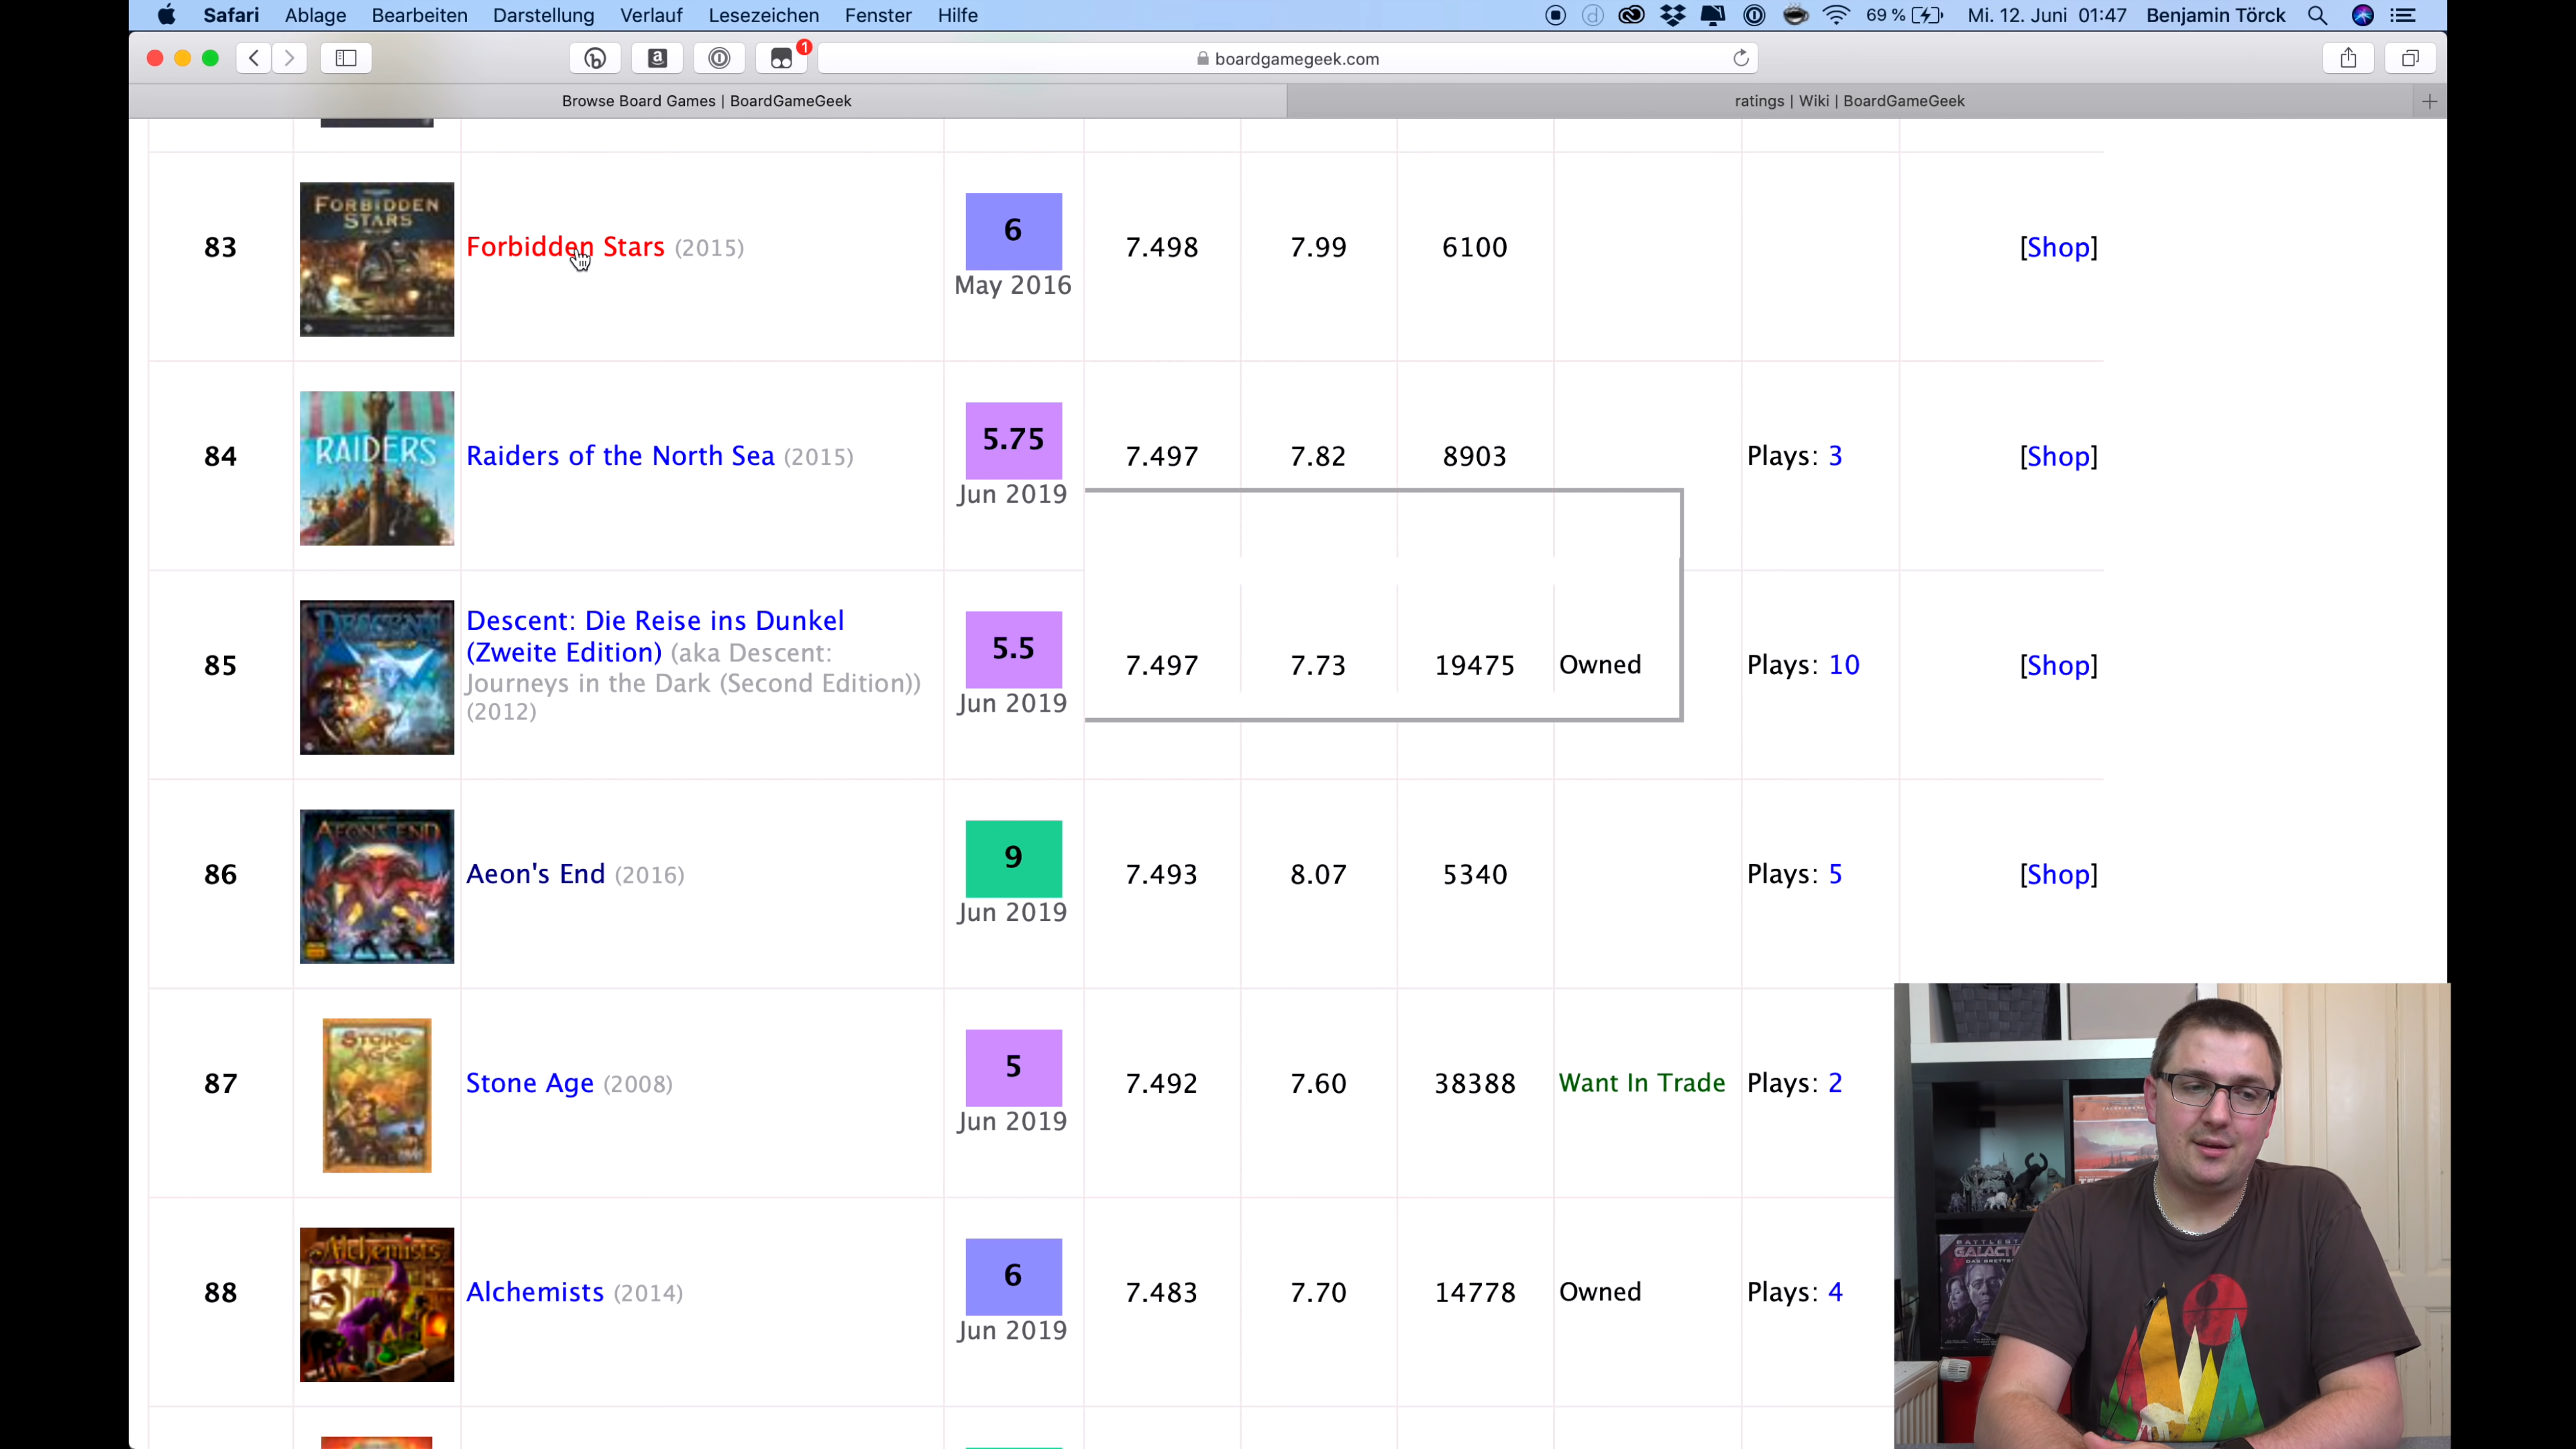 Safari Ablage Bearbeiten Darstellung Verlauf Lesezeichen Fenster Hilfe 69 % Mi. 12. Juni 01:47 Benjamin Törck
1
boardgamegeek.com
Browse Board Games | BoardGameGeek
ratings | Wiki | BoardGameGeek
83 FORBIDDEN STARS Forbidden Stars (2015) 6 May 2016 7.498 7.99 6100 [Shop]
84 RAIDERS Raiders of the North Sea (2015) 5.75 Jun 2019 7.497 7.82 8903 Plays: 3 [Shop]
85 DESCENT Descent: Die Reise ins Dunkel
(Zweite Edition) (aka Descent:
Journeys in the Dark (Second Edition))
(2012) 5.5 Jun 2019 7.497 7.73 19475 Owned Plays: 10 [Shop]
86 AEON'S END Aeon's End (2016) 9 Jun 2019 7.493 8.07 5340 Plays: 5 [Shop]
87 STONE AGE Stone Age (2008) 5 Jun 2019 7.492 7.60 38388 Want In Trade Plays: 2
88 Alchemists Alchemists (2014) 6 Jun 2019 7.483 7.70 14778 Owned Plays: 4
BATTLESTAR
GALACTI